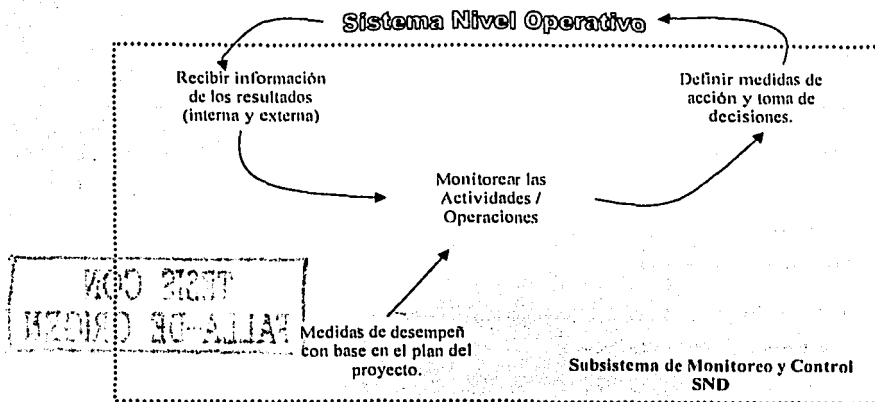 Sistema Nivel Operativo
Recibir información
de los resultados
(interna y externa)
Definir medidas de
acción y toma de
decisiones.
Monitorear las
Actividades /
Operaciones
TESIS CON
FALLA DE ORIGEN
Medidas de desempeñ
con base en el plan del
proyecto.
Subsistema de Monitoreo y Control
SND